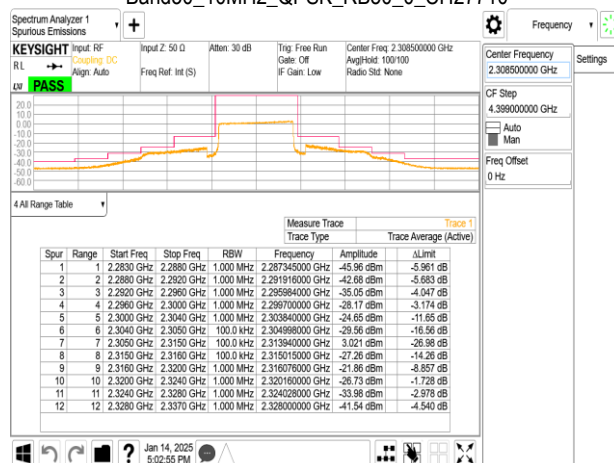 Spectrum Analyzer 1
Spurious Emissions
Frequency
KEYSIGHT Input: RF Input Z: 50 Ω Atten: 30 dB Trig: Free Run Center Freq: 2.308500000 GHz
RL Coupling: DC Gate: Off Avg|Hold: 100/100
Align: Auto Freq Ref: Int (S) IF Gain: Low Radio Std: None
LXI PASS
Center Frequency
2.308500000 GHz
Settings
CF Step
4.399000000 GHz
Auto
Man
Freq Offset
0 Hz
20.0
10.0
0.00
-10.0
-20.0
-30.0
-40.0
-50.0
-60.0
4 All Range Table
Measure Trace Trace 1
Trace Type Trace Average (Active)
Spur Range Start Freq Stop Freq RBW Frequency Amplitude ΔLimit
1 1 2.2830 GHz 2.2880 GHz 1.000 MHz 2.287345000 GHz -45.96 dBm -5.961 dB
2 2 2.2880 GHz 2.2920 GHz 1.000 MHz 2.291916000 GHz -42.68 dBm -5.683 dB
3 3 2.2920 GHz 2.2960 GHz 1.000 MHz 2.295984000 GHz -35.05 dBm -4.047 dB
4 4 2.2960 GHz 2.3000 GHz 1.000 MHz 2.299700000 GHz -28.17 dBm -3.174 dB
5 5 2.3000 GHz 2.3040 GHz 1.000 MHz 2.303840000 GHz -24.65 dBm -11.65 dB
6 6 2.3040 GHz 2.3050 GHz 100.0 kHz 2.304998000 GHz -29.56 dBm -16.56 dB
7 7 2.3050 GHz 2.3150 GHz 100.0 kHz 2.313940000 GHz 3.021 dBm -26.98 dB
8 8 2.3150 GHz 2.3160 GHz 100.0 kHz 2.315015000 GHz -27.26 dBm -14.26 dB
9 9 2.3160 GHz 2.3200 GHz 1.000 MHz 2.316076000 GHz -21.86 dBm -8.857 dB
10 10 2.3200 GHz 2.3240 GHz 1.000 MHz 2.320160000 GHz -26.73 dBm -1.728 dB
11 11 2.3240 GHz 2.3280 GHz 1.000 MHz 2.324028000 GHz -33.98 dBm -2.978 dB
12 12 2.3280 GHz 2.3370 GHz 1.000 MHz 2.328000000 GHz -41.54 dBm -4.540 dB
Jan 14, 2025
5:02:55 PM